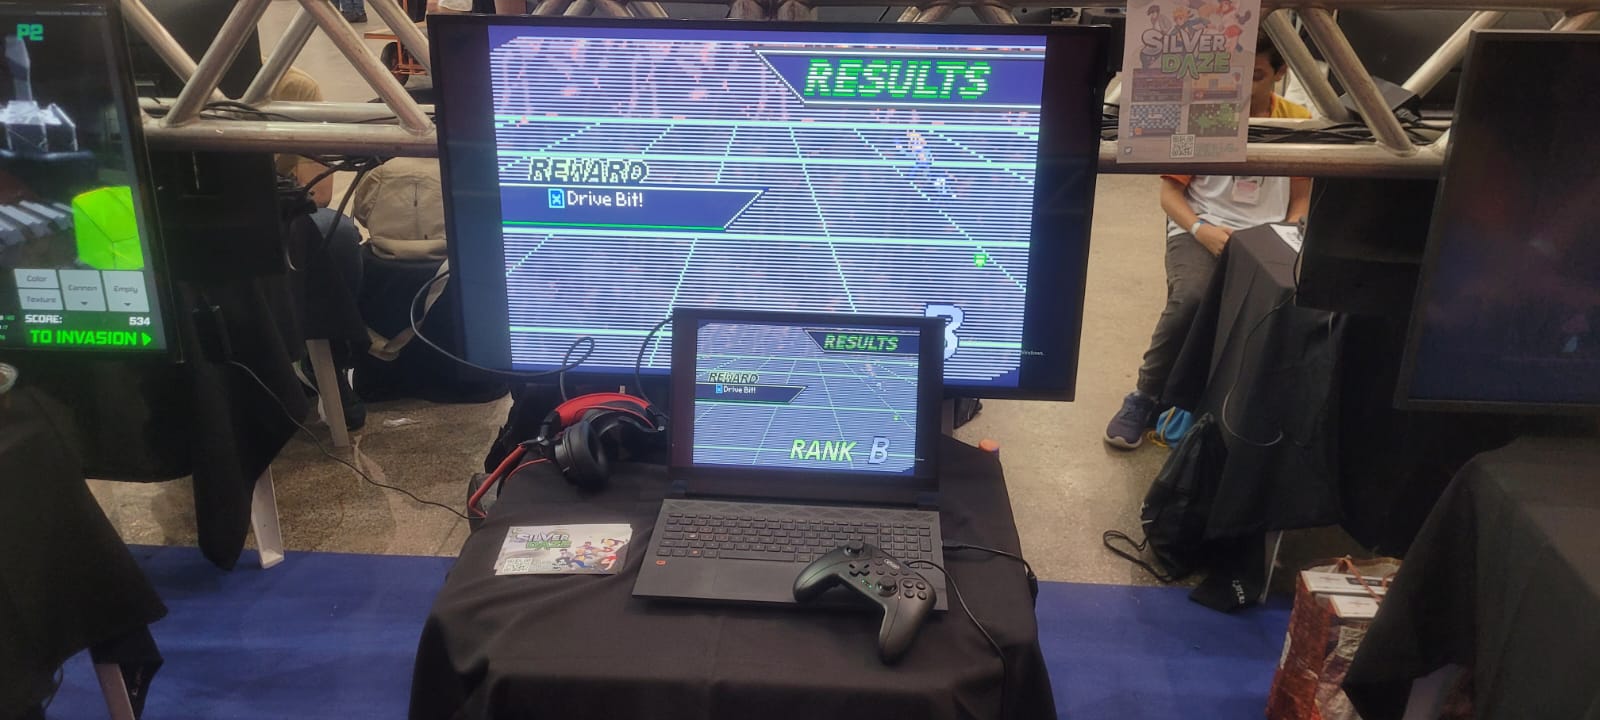 P2
Color
Texture
Cannon
Empty
SCORE: 534
TO INVASION
RESULTS
REWARD
Drive Bit!
B
SILVER
DAZE
RESULTS
REWARD
Drive Bit!
RANK B
SILVER
DAZE